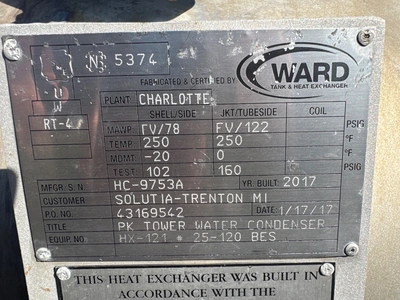 U
W
RT-4
Nº 5374
WARD
TANK & HEAT EXCHANGER
FABRICATED & CERTIFIED BY
PLANT CHARLOTTE
SHELL/SIDE JKT/TUBESIDE COIL
MAWP FV/78 FV/122 PSIG
TEMP 250 250 °F
MDMT -20 0 °F
TEST 102 160 PSIG
MFGR. S. N. HC-9753A YR. BUILT: 2017
CUSTOMER SOLUTIA-TRENTON MI
P.O. NO. 43169542 DATE: 1/17/17
TITLE PK TOWER WATER CONDENSER
EQUIP NO. HX-121 # 25-120 BES
THIS HEAT EXCHANGER WAS BUILT IN
ACCORDANCE WITH THE